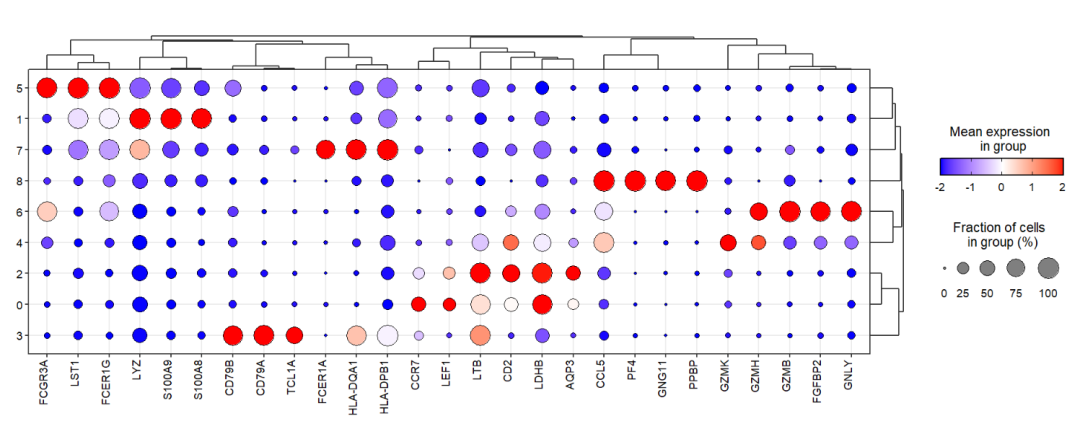 5
1
7
8
6
4
2
0
3
FCGR3A
LST1
FCER1G
LYZ
S100A9
S100A8
CD79B
CD79A
TCL1A
FCER1A
HLA-DQA1
HLA-DPB1
CCR7
LEF1
LTB
CD2
LDHB
AQP3
CCL5
PF4
GNG11
PPBP
GZMK
GZMH
GZMB
FGFBP2
GNLY
Mean expression
in group
-2 -1 0 1 2
Fraction of cells
in group (%)
0 25 50 75 100